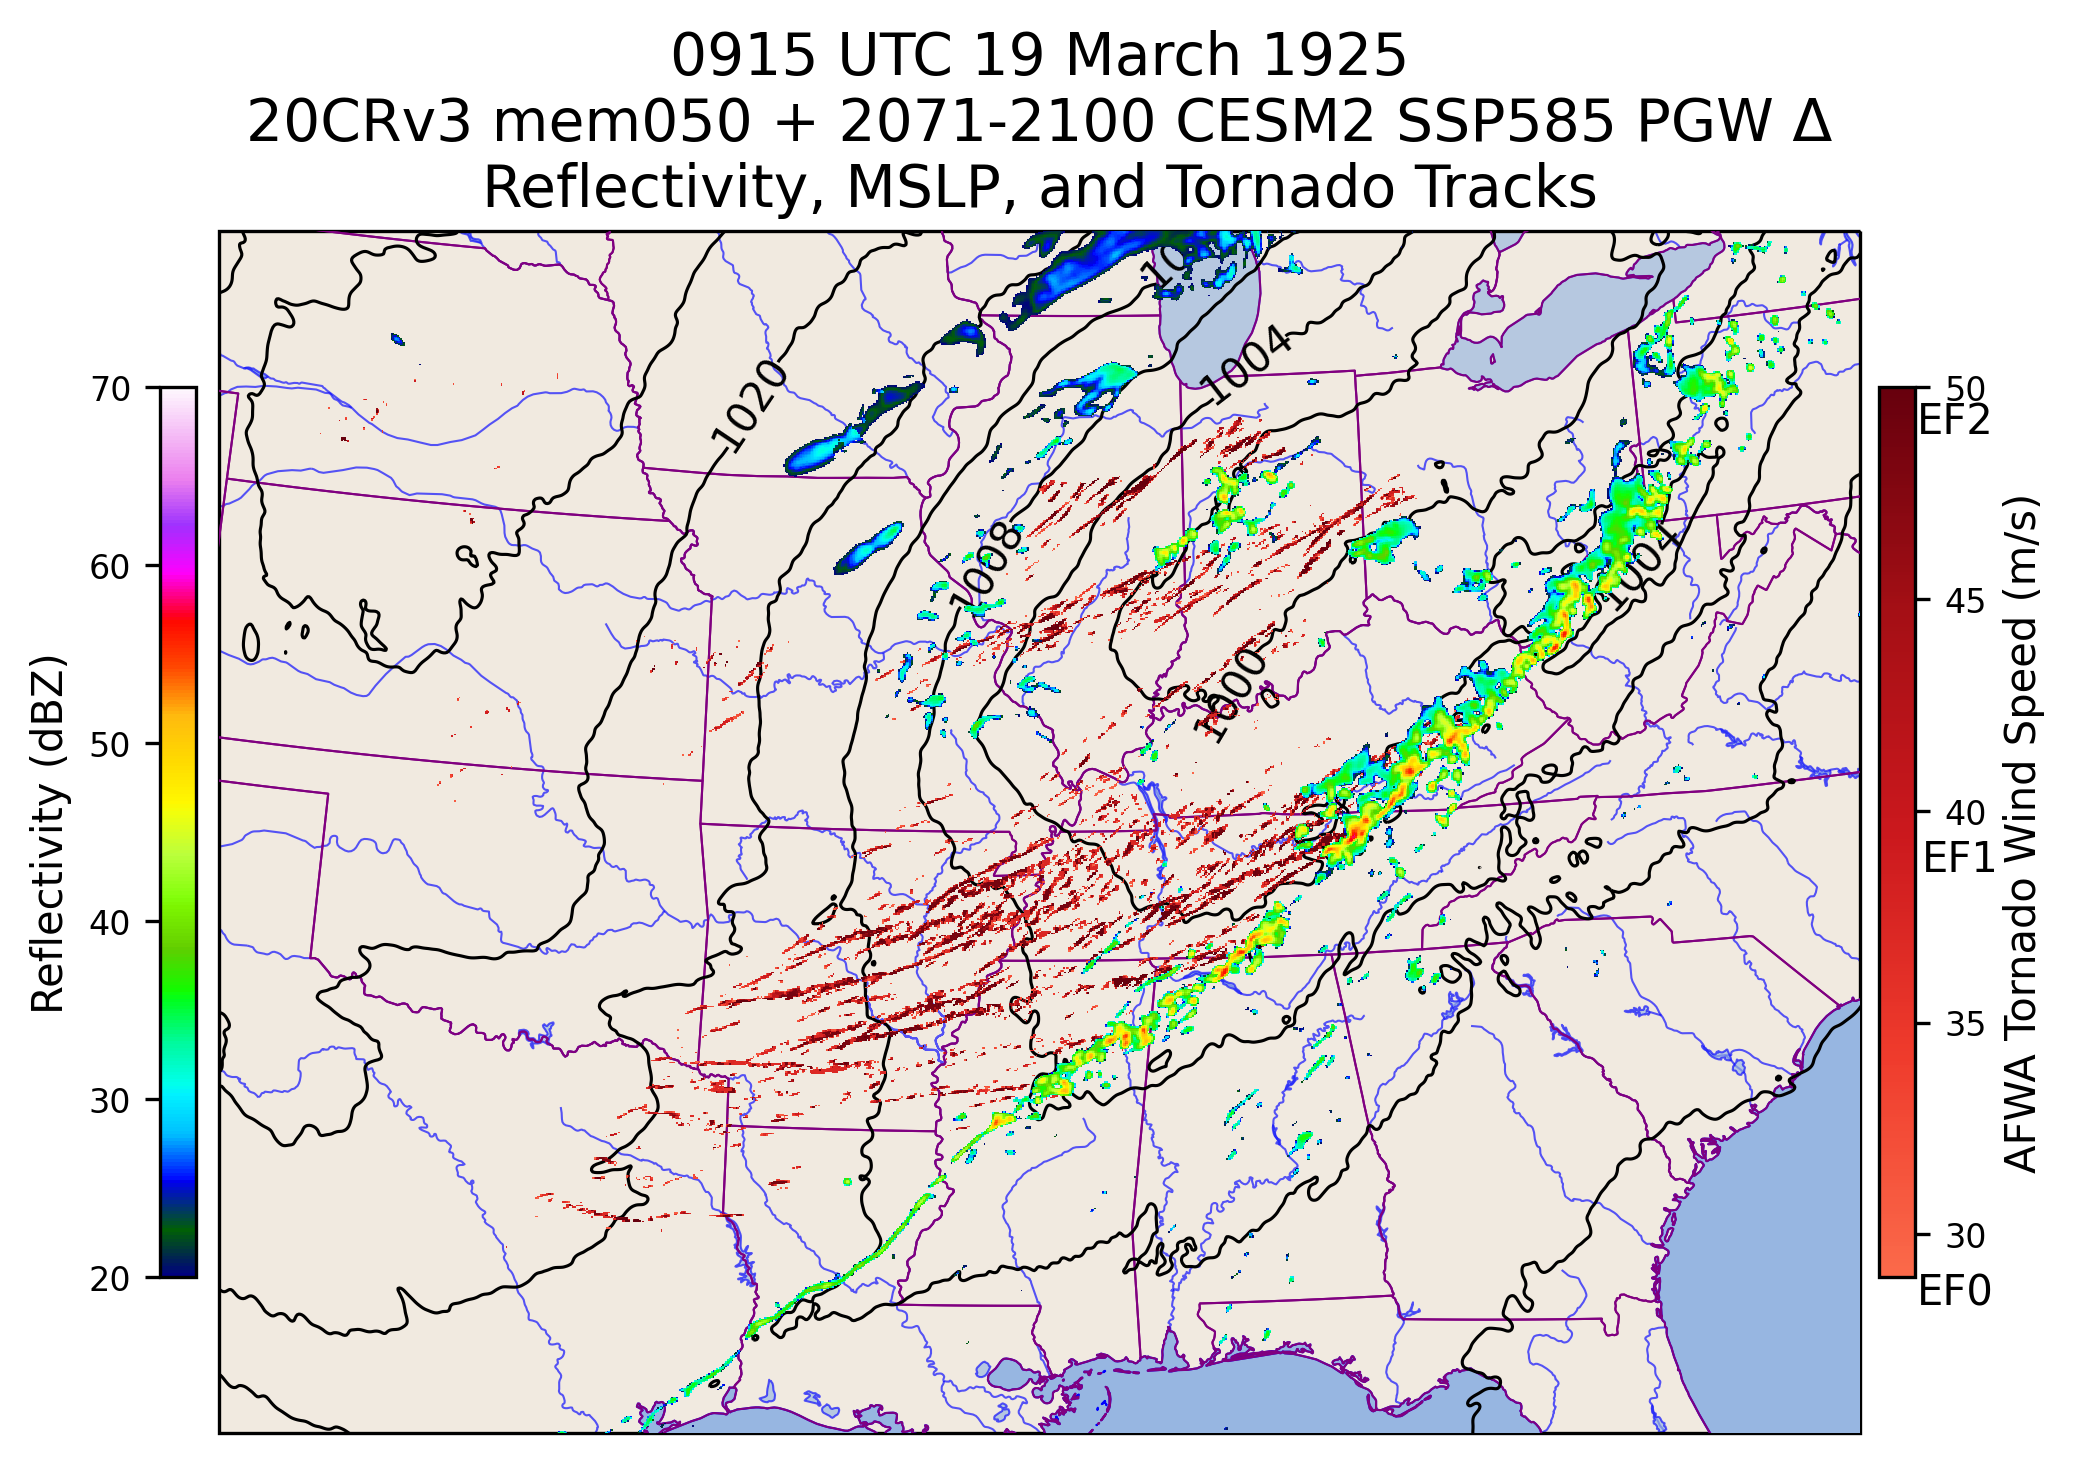 0915 UTC 19 March 1925
20CRv3 mem050 + 2071-2100 CESM2 SSP585 PGW Δ
Reflectivity, MSLP, and Tornado Tracks
70
60
50
40
30
20
Reflectivity (dBZ)
1020
1004
1008
1000
1004
10
50
EF2
45
40
EF1
35
30
EF0
AFWA Tornado Wind Speed (m/s)